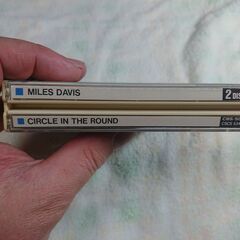 MILES DAVIS
2 DIS
CIRCLE IN THE ROUND